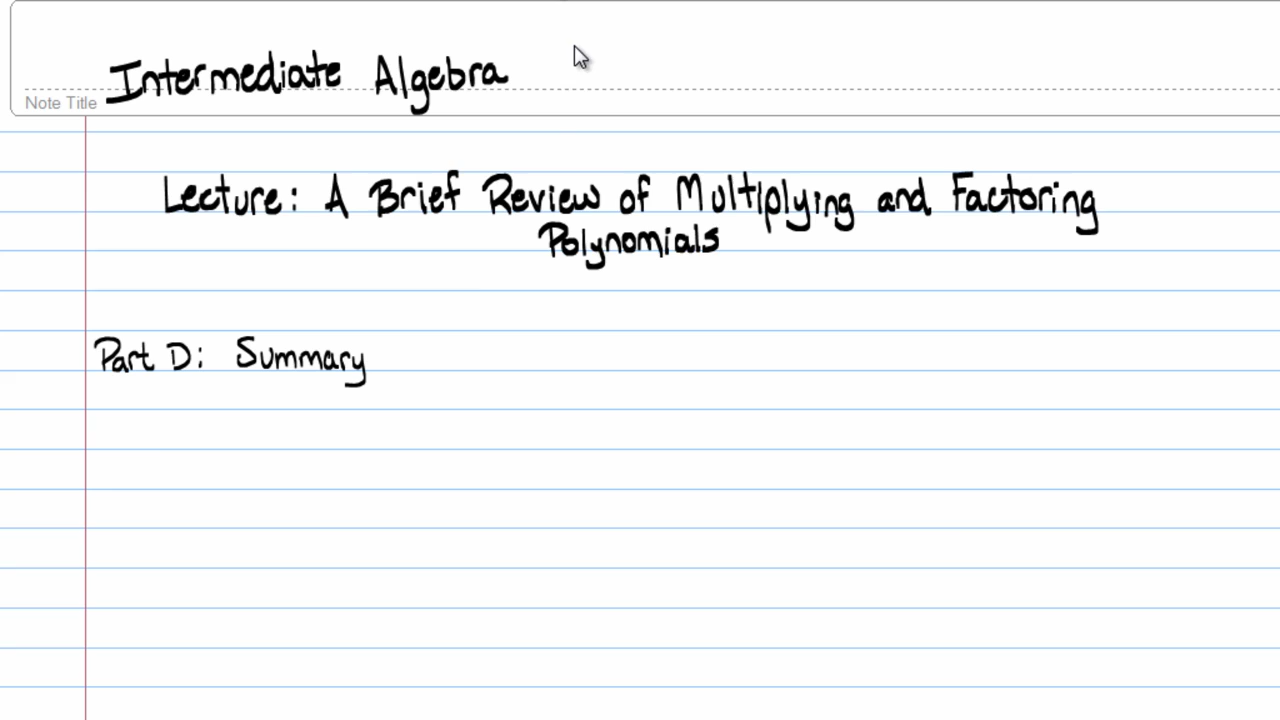 Intermediate Algebra
Note Title
Lecture: A Brief Review of Multiplying and Factoring
Polynomials
Part D: Summary